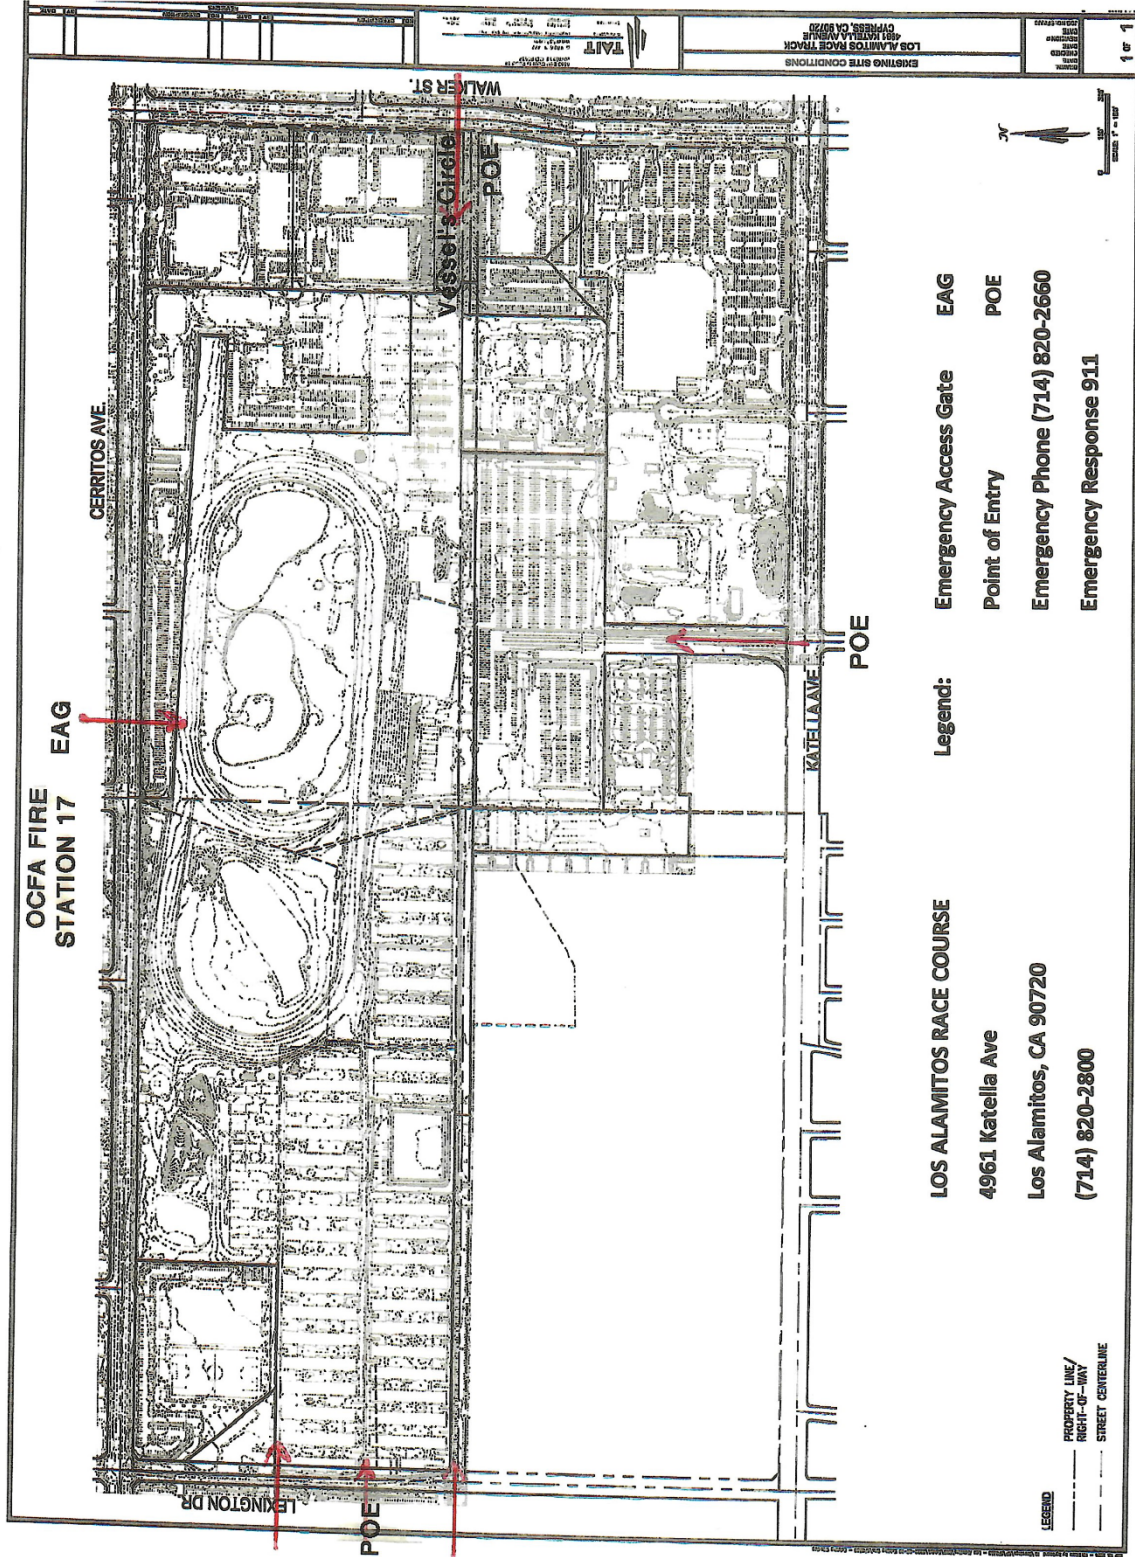 OCFA FIRE
STATION 17
EAG
CERRITOS AVE.
LEXINGTON DR.
POE
WALKER ST.
Vessel's Circle
POE
KATELLA AVE
POE
LOS ALAMITOS RACE COURSE
4961 Katella Ave
Los Alamitos, CA 90720
(714) 820-2800
Legend:
Emergency Access Gate EAG
Point of Entry POE
Emergency Phone (714) 820-2660
Emergency Response 911
LEGEND
PROPERTY LINE/
RIGHT-OF-WAY
STREET CENTERLINE
N
TAIT
EXISTING SITE CONDITIONS
LOS ALAMITOS RACE TRACK
4961 KATELLA AVENUE
CYPRESS, CA 90720
1 OF 1